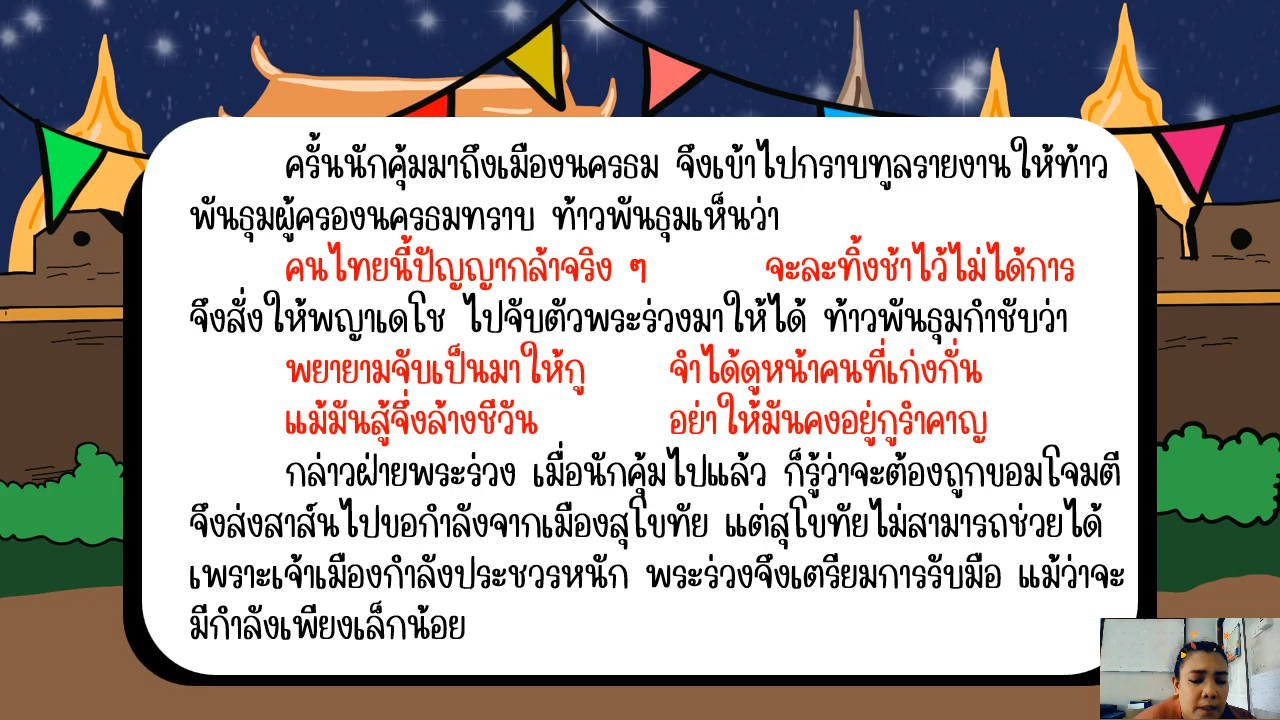 ครั้นนักคุ้มมาถึงเมืองนครธม จึงเข้าไปกราบทูลรายงานให้ท้าว
พันธุมผู้ครองนครธมทราบ ท้าวพันธุมเห็นว่า
คนไทยนี้ปัญญากล้าจริง ๆ จะละทิ้งช้าไว้ไม่ได้การ
จึงสั่งให้พญาเดโช ไปจับตัวพระร่วงมาให้ได้ ท้าวพันธุมกำชับว่า
พยายามจับเป็นมาให้กู จำได้ดูหน้าคนที่เก่งกั่น
แม้มันสู้จึ่งล้างชีวัน อย่าให้มันคงอยู่กูรำคาญ
กล่าวฝ่ายพระร่วง เมื่อนักคุ้มไปแล้ว ก็รู้ว่าจะต้องถูกขอมโจมตี
จึงส่งสาส์นไปขอกำลังจากเมืองสุโขทัย แต่สุโขทัยไม่สามารถช่วยได้
เพราะเจ้าเมืองกำลังประชวรหนัก พระร่วงจึงเตรียมการรับมือ แม้ว่าจะ
มีกำลังเพียงเล็กน้อย